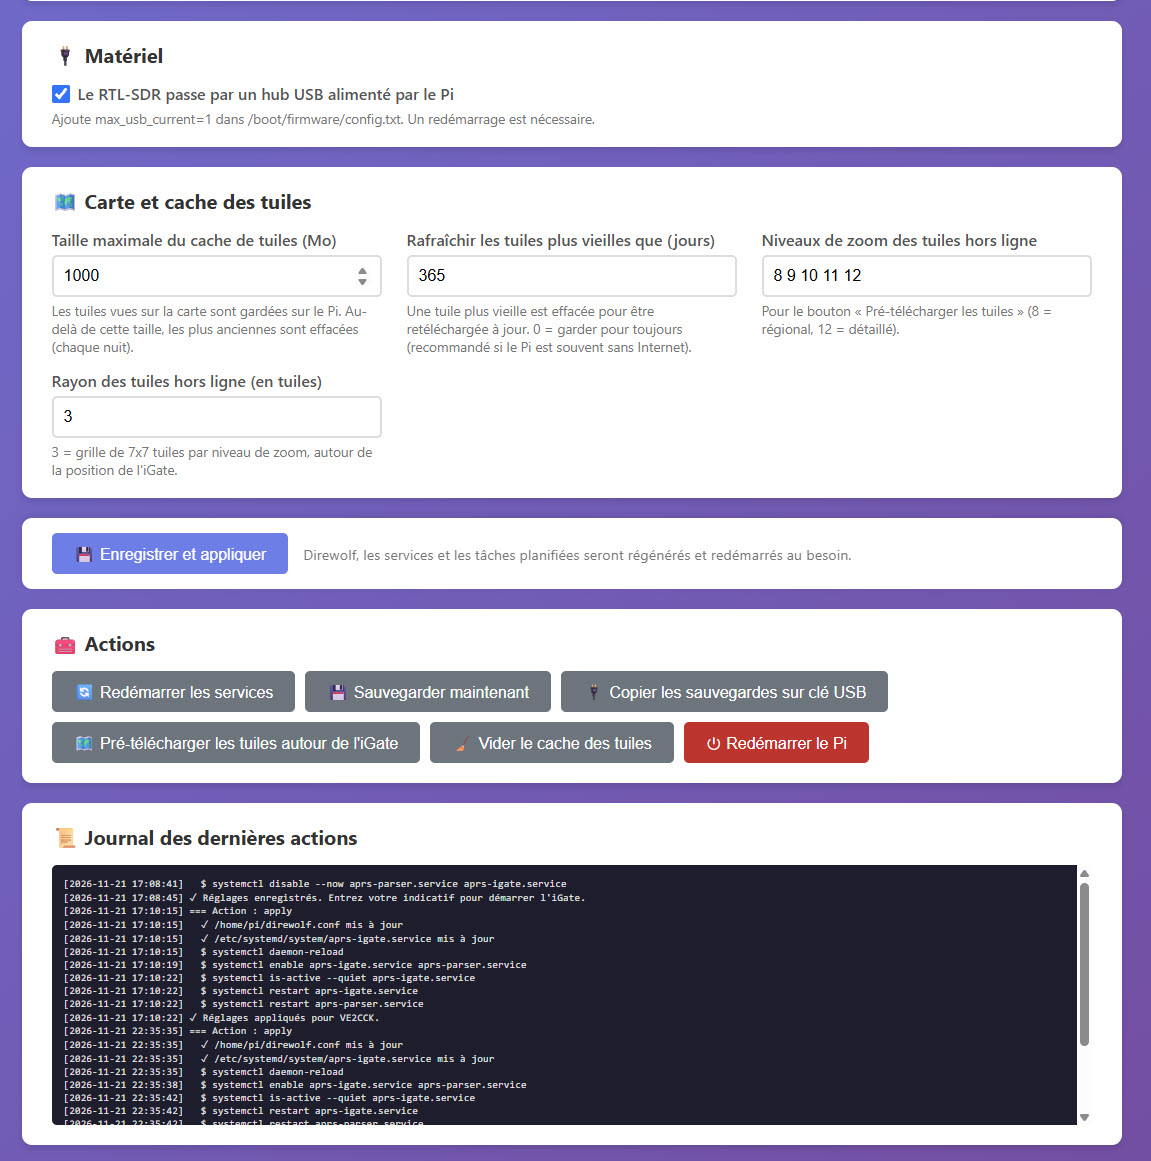 Matériel
Le RTL-SDR passe par un hub USB alimenté par le Pi
Ajoute max_usb_current=1 dans /boot/firmware/config.txt. Un redémarrage est nécessaire.
Carte et cache des tuiles
Taille maximale du cache de tuiles (Mo)
1000
Les tuiles vues sur la carte sont gardées sur le Pi. Au-
delà de cette taille, les plus anciennes sont effacées
(chaque nuit).
Rafraîchir les tuiles plus vieilles que (jours)
365
Une tuile plus vieille est effacée pour être
retéléchargée à jour. 0 = garder pour toujours
(recommandé si le Pi est souvent sans Internet).
Niveaux de zoom des tuiles hors ligne
8 9 10 11 12
Pour le bouton « Pré-télécharger les tuiles » (8 =
régional, 12 = détaillé).
Rayon des tuiles hors ligne (en tuiles)
3
3 = grille de 7x7 tuiles par niveau de zoom, autour de
la position de l'iGate.
Enregistrer et appliquer
Direwolf, les services et les tâches planifiées seront régénérés et redémarrés au besoin.
Actions
Redémarrer les services
Sauvegarder maintenant
Copier les sauvegardes sur clé USB
Pré-télécharger les tuiles autour de l'iGate
Vider le cache des tuiles
Redémarrer le Pi
Journal des dernières actions
[2026-11-21 17:08:41]   $ systemctl disable --now aprs-parser.service aprs-igate.service
[2026-11-21 17:08:45] ✓ Réglages enregistrés. Entrez votre indicatif pour démarrer l'iGate.
[2026-11-21 17:10:15] === Action : apply
[2026-11-21 17:10:15]   ✓ /home/pi/direwolf.conf mis à jour
[2026-11-21 17:10:15]   ✓ /etc/systemd/system/aprs-igate.service mis à jour
[2026-11-21 17:10:15]   $ systemctl daemon-reload
[2026-11-21 17:10:19]   $ systemctl enable aprs-igate.service aprs-parser.service
[2026-11-21 17:10:22]   $ systemctl is-active --quiet aprs-igate.service
[2026-11-21 17:10:22]   $ systemctl restart aprs-igate.service
[2026-11-21 17:10:22]   $ systemctl restart aprs-parser.service
[2026-11-21 17:10:22] ✓ Réglages appliqués pour VE2CCK.
[2026-11-21 22:35:35] === Action : apply
[2026-11-21 22:35:35]   ✓ /home/pi/direwolf.conf mis à jour
[2026-11-21 22:35:35]   ✓ /etc/systemd/system/aprs-igate.service mis à jour
[2026-11-21 22:35:35]   $ systemctl daemon-reload
[2026-11-21 22:35:38]   $ systemctl enable aprs-igate.service aprs-parser.service
[2026-11-21 22:35:42]   $ systemctl is-active --quiet aprs-igate.service
[2026-11-21 22:35:42]   $ systemctl restart aprs-igate.service
[2026-11-21 22:35:42]   $ systemctl restart aprs-parser.service